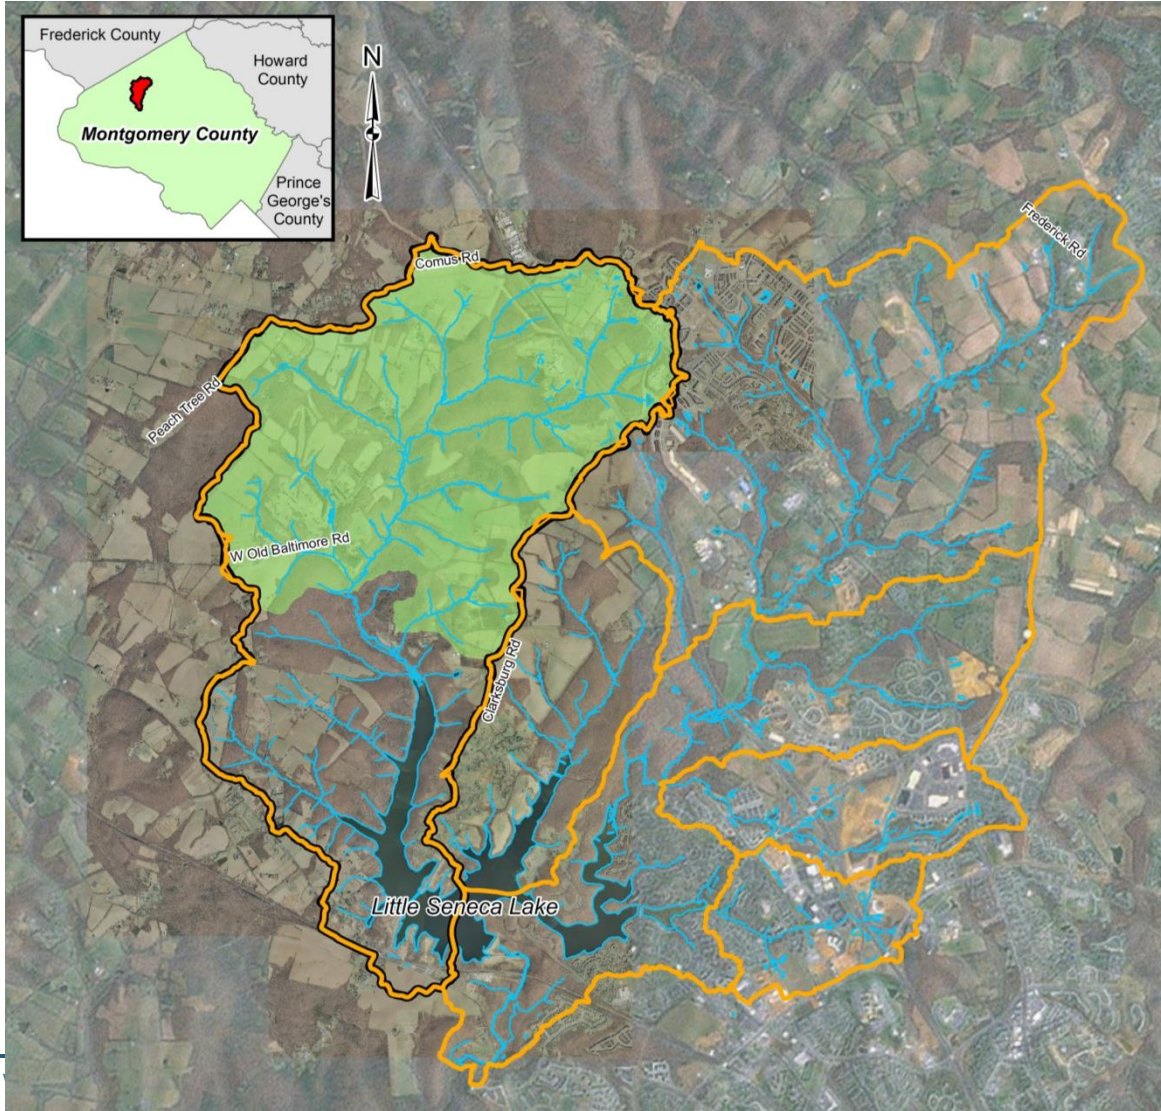 Frederick County
Howard
County
Montgomery County
Prince
George's
County
N
Frederick Rd
Comus Rd
Peach Tree Rd
W Old Baltimore Rd
Clarksburg Rd
Little Seneca Lake